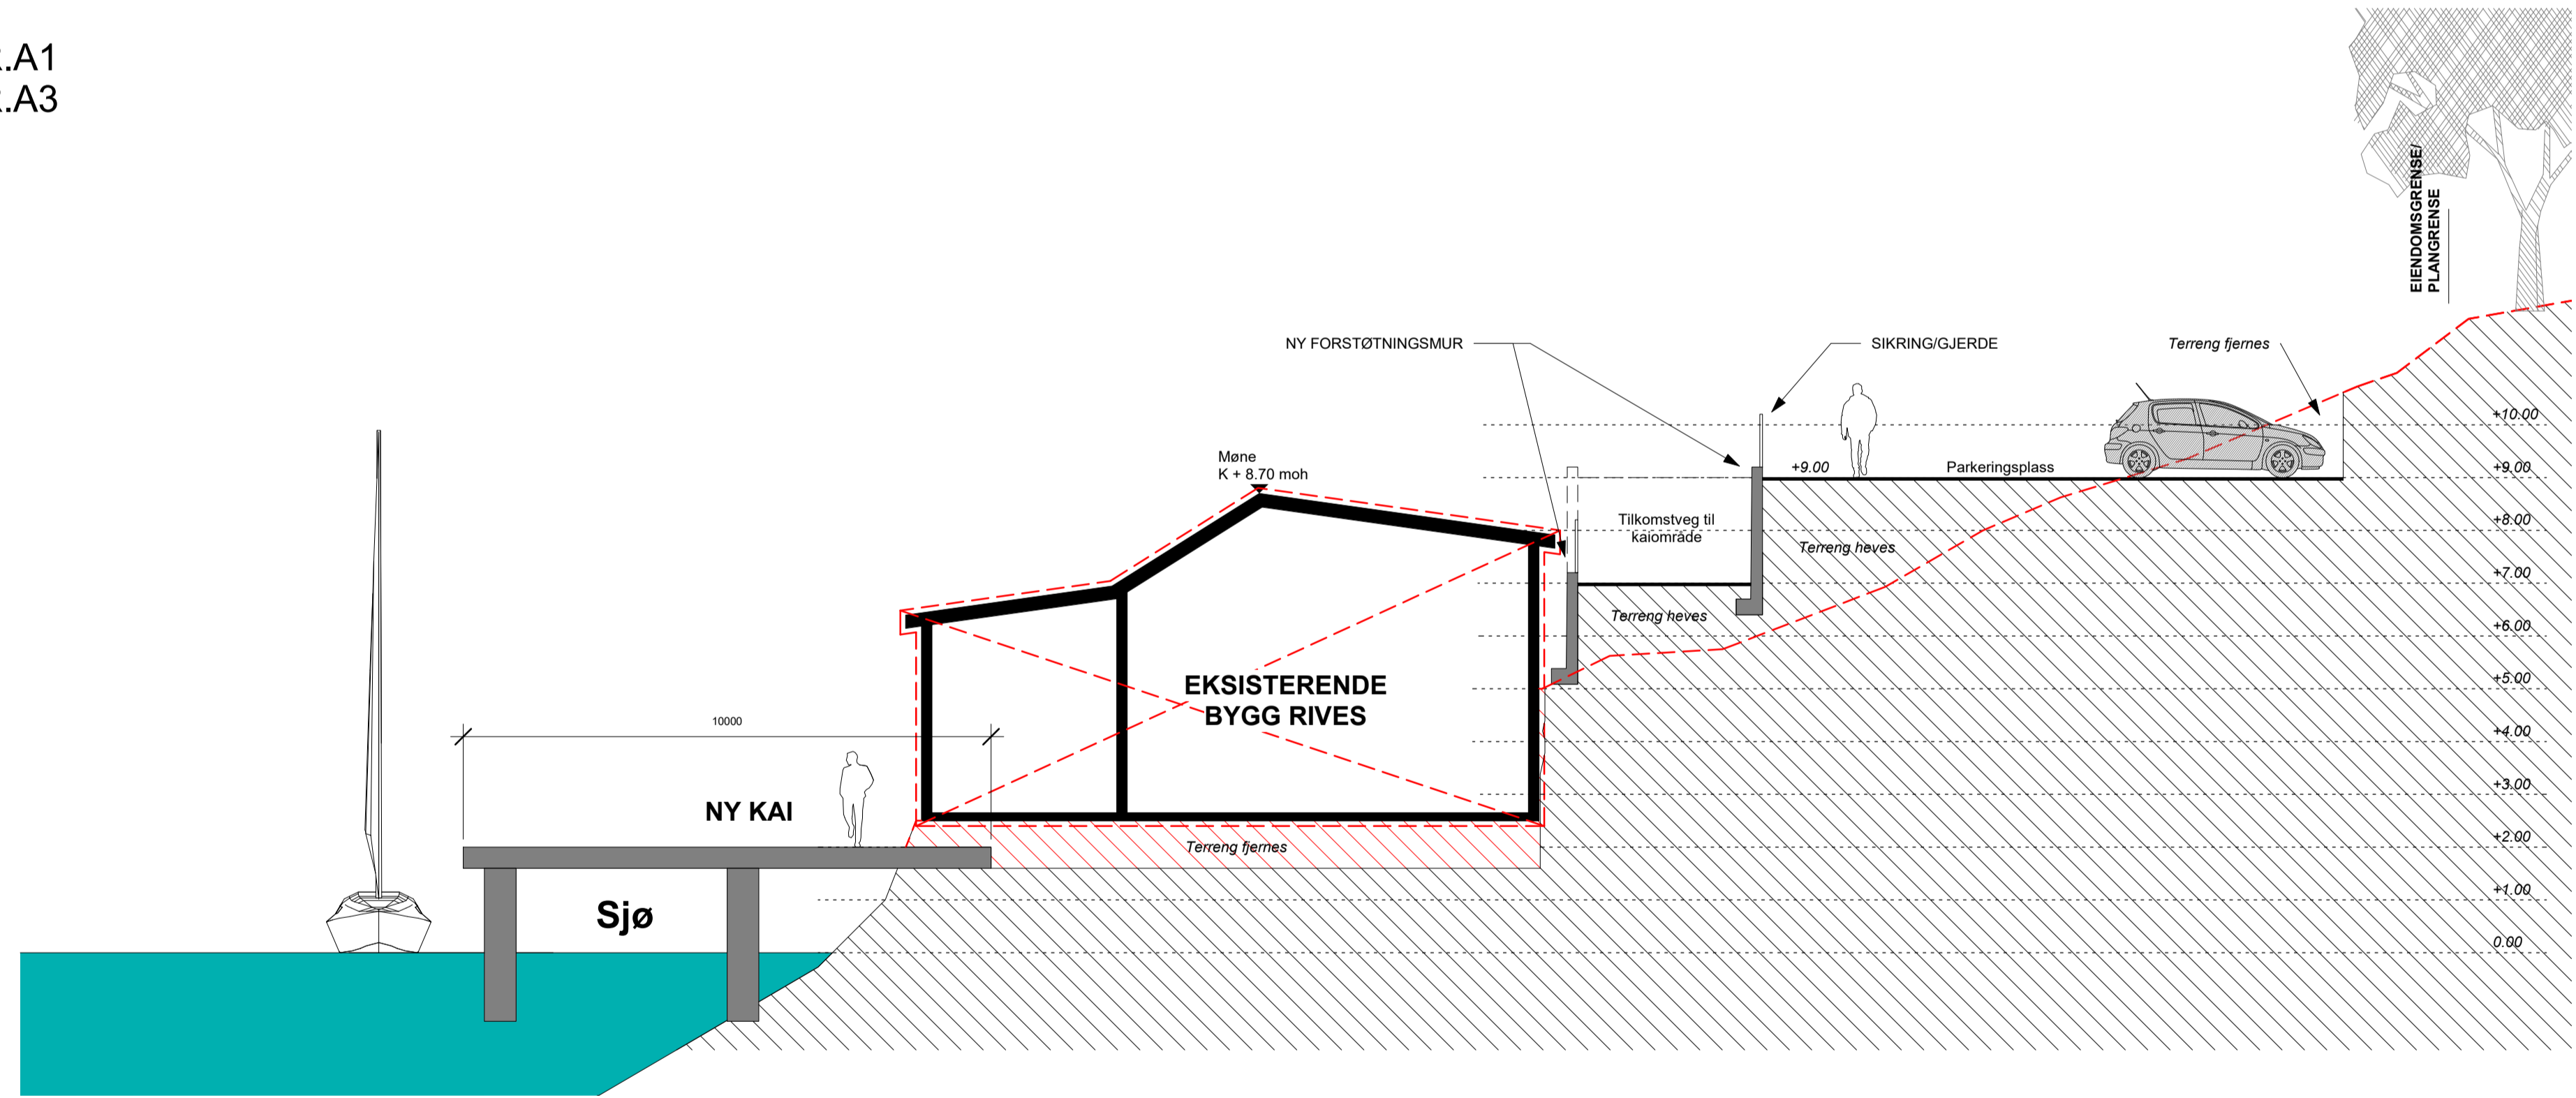 .A1
.A3
EIENDOMSGRENSE/
PLANGRENSE
NY FORSTØTNINGSMUR
SIKRING/GJERDE
Terreng fjernes
+10.00
Møne
K + 8.70 moh
+9.00
Parkeringsplass
+9.00
Tilkomstveg til
kaiområde
+8.00
Terreng heves
+7.00
Terreng heves
+6.00
EKSISTERENDE
BYGG RIVES
+5.00
10000
+4.00
NY KAI
+3.00
Terreng fjernes
+2.00
Sjø
+1.00
0.00